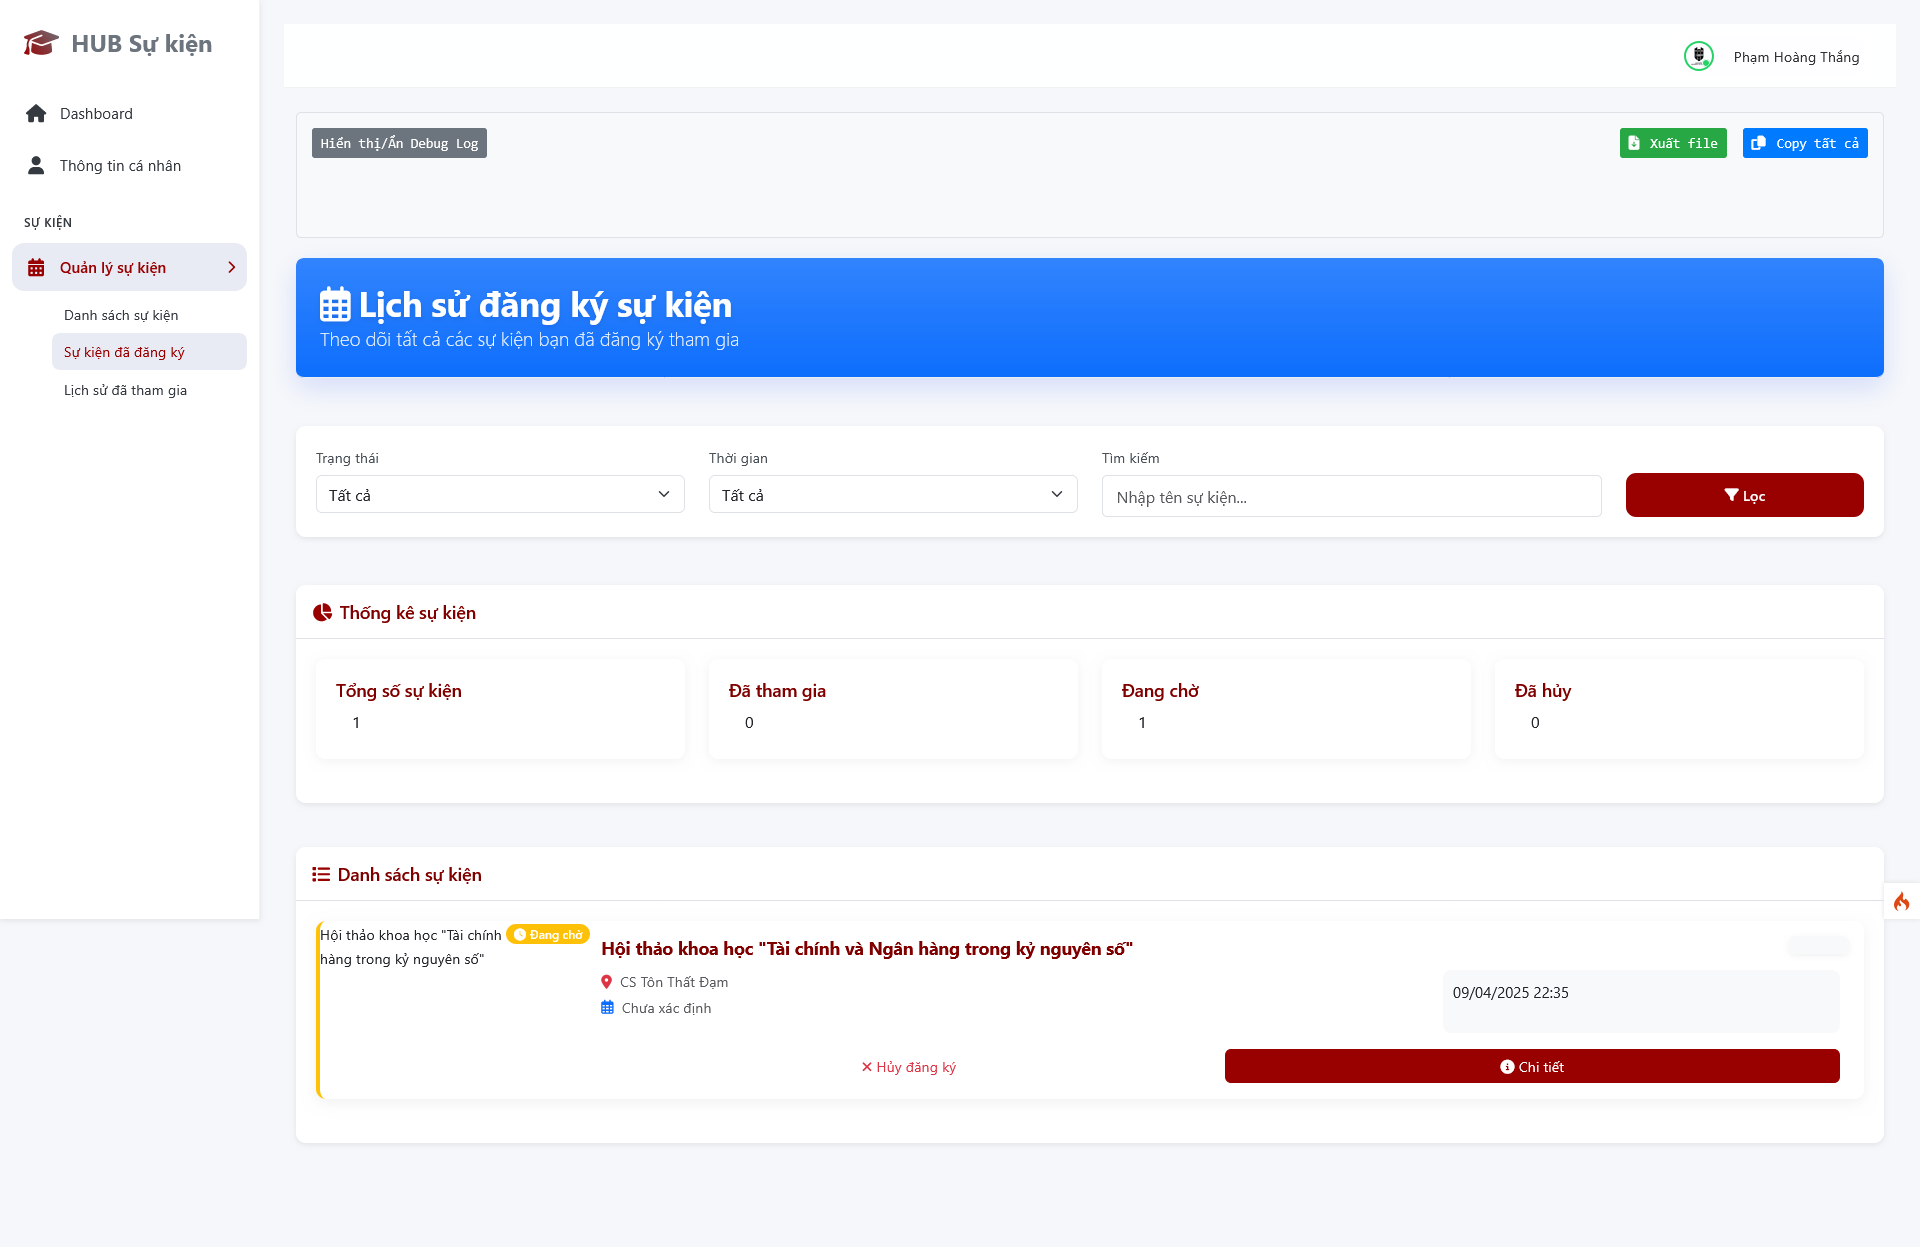 HUB Sự kiện
Dashboard
Thông tin cá nhân
SỰ KIỆN
Quản lý sự kiện
Danh sách sự kiện
Sự kiện đã đăng ký
Lịch sử đã tham gia
Phạm Hoàng Thắng
Hiển thị/Ẩn Debug Log
Xuất file
Copy tất cả
Lịch sử đăng ký sự kiện
Theo dõi tất cả các sự kiện bạn đã đăng ký tham gia
Trạng thái
Tất cả
Thời gian
Tất cả
Tìm kiếm
Nhập tên sự kiện...
Lọc
Thống kê sự kiện
Tổng số sự kiện
1
Đã tham gia
0
Đang chờ
1
Đã hủy
0
Danh sách sự kiện
Hội thảo khoa học "Tài chính
hàng trong kỷ nguyên số"
Đang chờ
Hội thảo khoa học "Tài chính và Ngân hàng trong kỷ nguyên số"
CS Tôn Thất Đạm
Chưa xác định
09/04/2025 22:35
Hủy đăng ký
Chi tiết